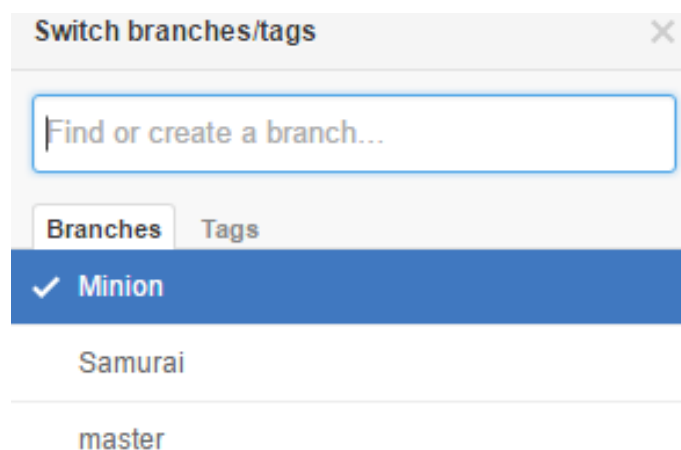 Switch branches/tags
Find or create a branch...
Branches Tags
Minion
Samurai
master